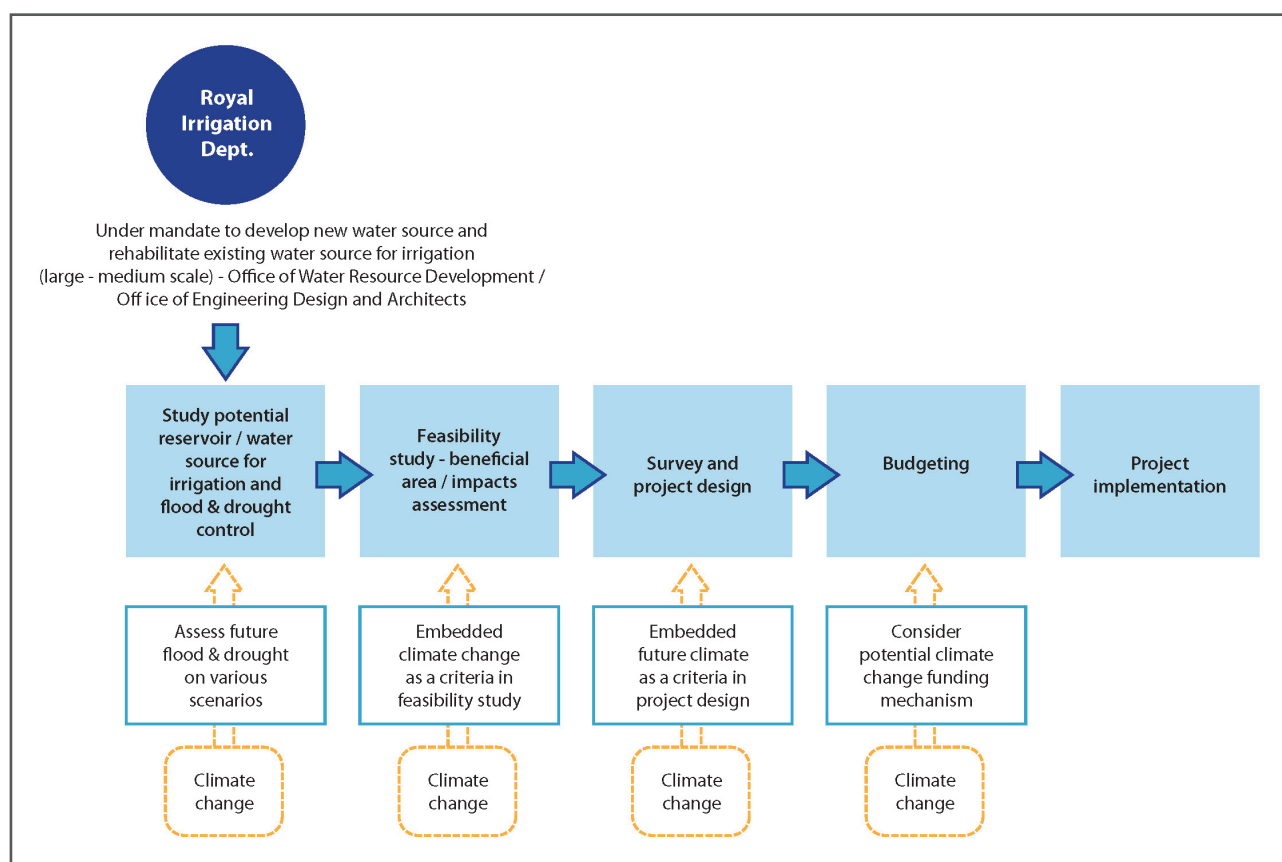 Royal
Irrigation
Dept.
Under mandate to develop new water source and
rehabilitate existing water source for irrigation
(large - medium scale) - Office of Water Resource Development /
Off ice of Engineering Design and Architects
Study potential
reservoir / water
source for
irrigation and
flood & drought
control
Feasibility
study - beneficial
area / impacts
assessment
Survey and
project design
Budgeting
Project
implementation
Assess future
flood & drought
on various
scenarios
Embedded
climate change
as a criteria in
feasibility study
Embedded
future climate
as a criteria in
project design
Consider
potential climate
change funding
mechanism
Climate
change
Climate
change
Climate
change
Climate
change